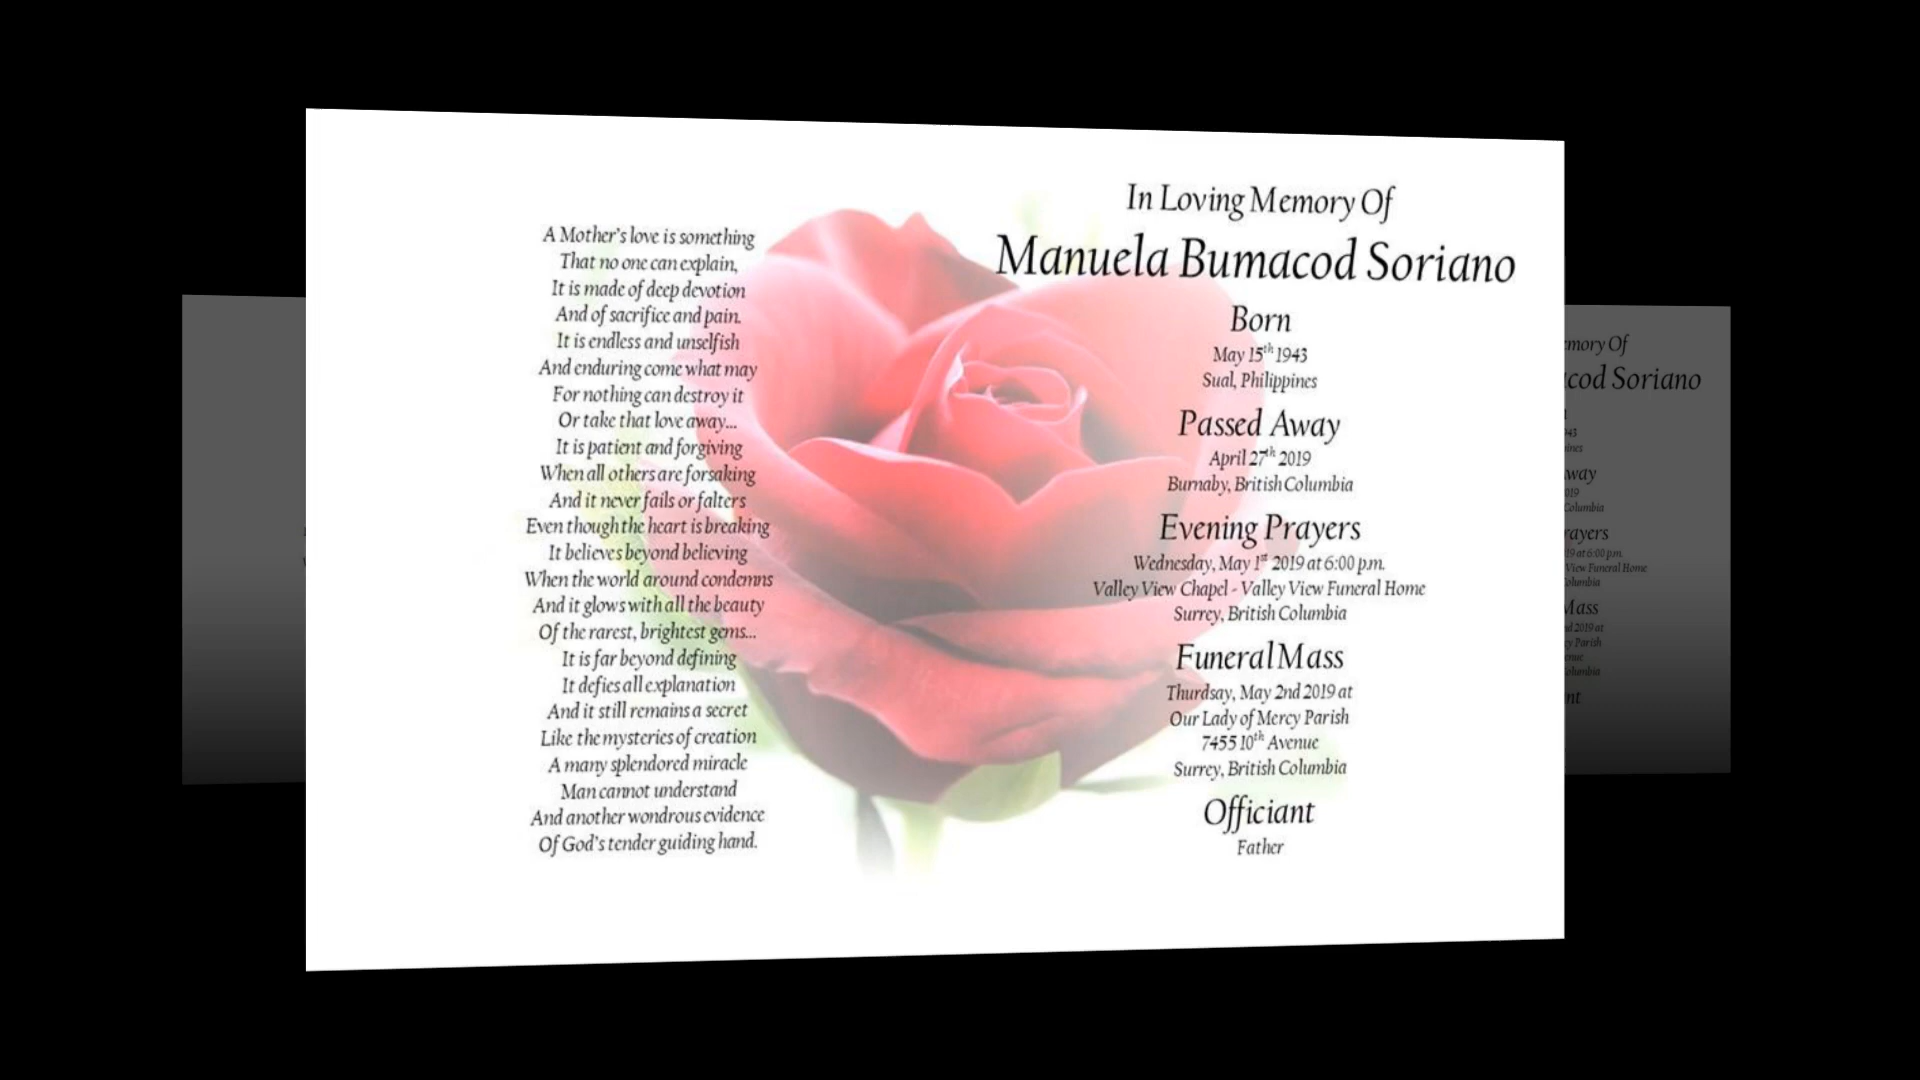 A Mother's love is something
That no one can explain,
It is made of deep devotion
And of sacrifice and pain.
It is endless and unselfish
And enduring come what may
For nothing can destroy it
Or take that love away...
It is patient and forgiving
When all others are forsaking
And it never fails or falters
Even though the heart is breaking
It believes beyond believing
When the world around condemns
And it glows with all the beauty
Of the rarest, brightest gems...
It is far beyond defining
It defies all explanation
And it still remains a secret
Like the mysteries of creation
A many splendored miracle
Man cannot understand
And another wondrous evidence
Of God's tender guiding hand.
In Loving Memory Of
Manuela Bumacod Soriano
Born
May 15th 1943
Sual, Philippines
Passed Away
April 27th 2019
Burnaby, British Columbia
Evening Prayers
Wednesday, May 1st 2019 at 6:00 p.m.
Valley View Chapel - Valley View Funeral Home
Surrey, British Columbia
Funeral Mass
Thurdsay, May 2nd 2019 at
Our Lady of Mercy Parish
7455 10th Avenue
Surrey, British Columbia
Officiant
Father
Of
Soriano
2019 at
Parish
View Funeral Home